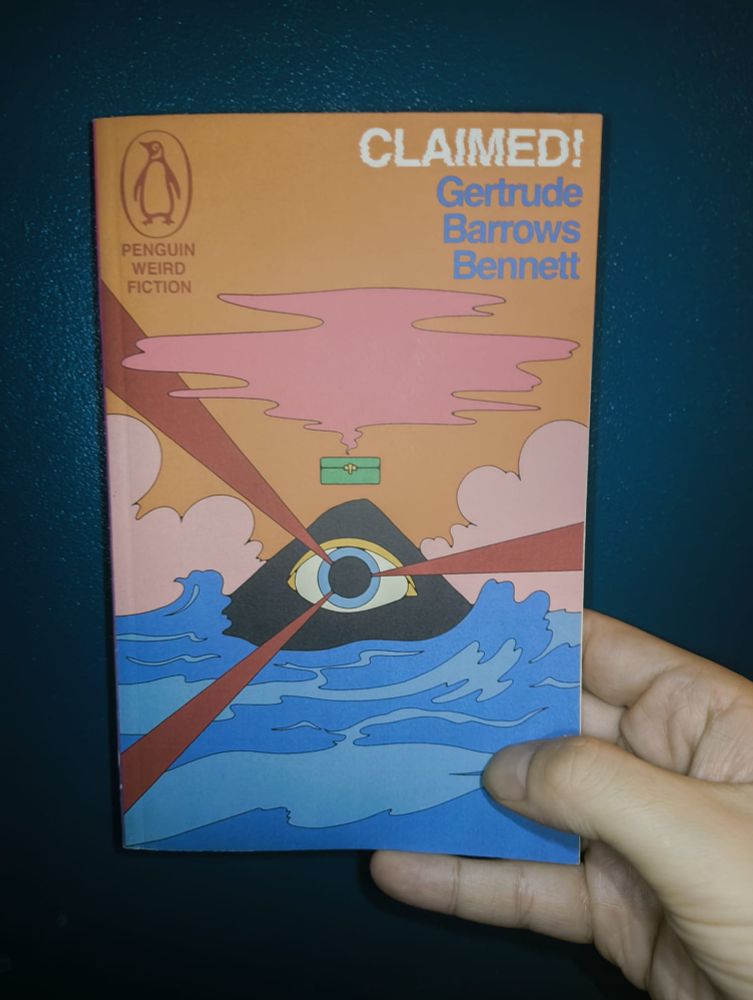 CLAIMED!
Gertrude
Barrows
Bennett
PENGUIN
WEIRD
FICTION